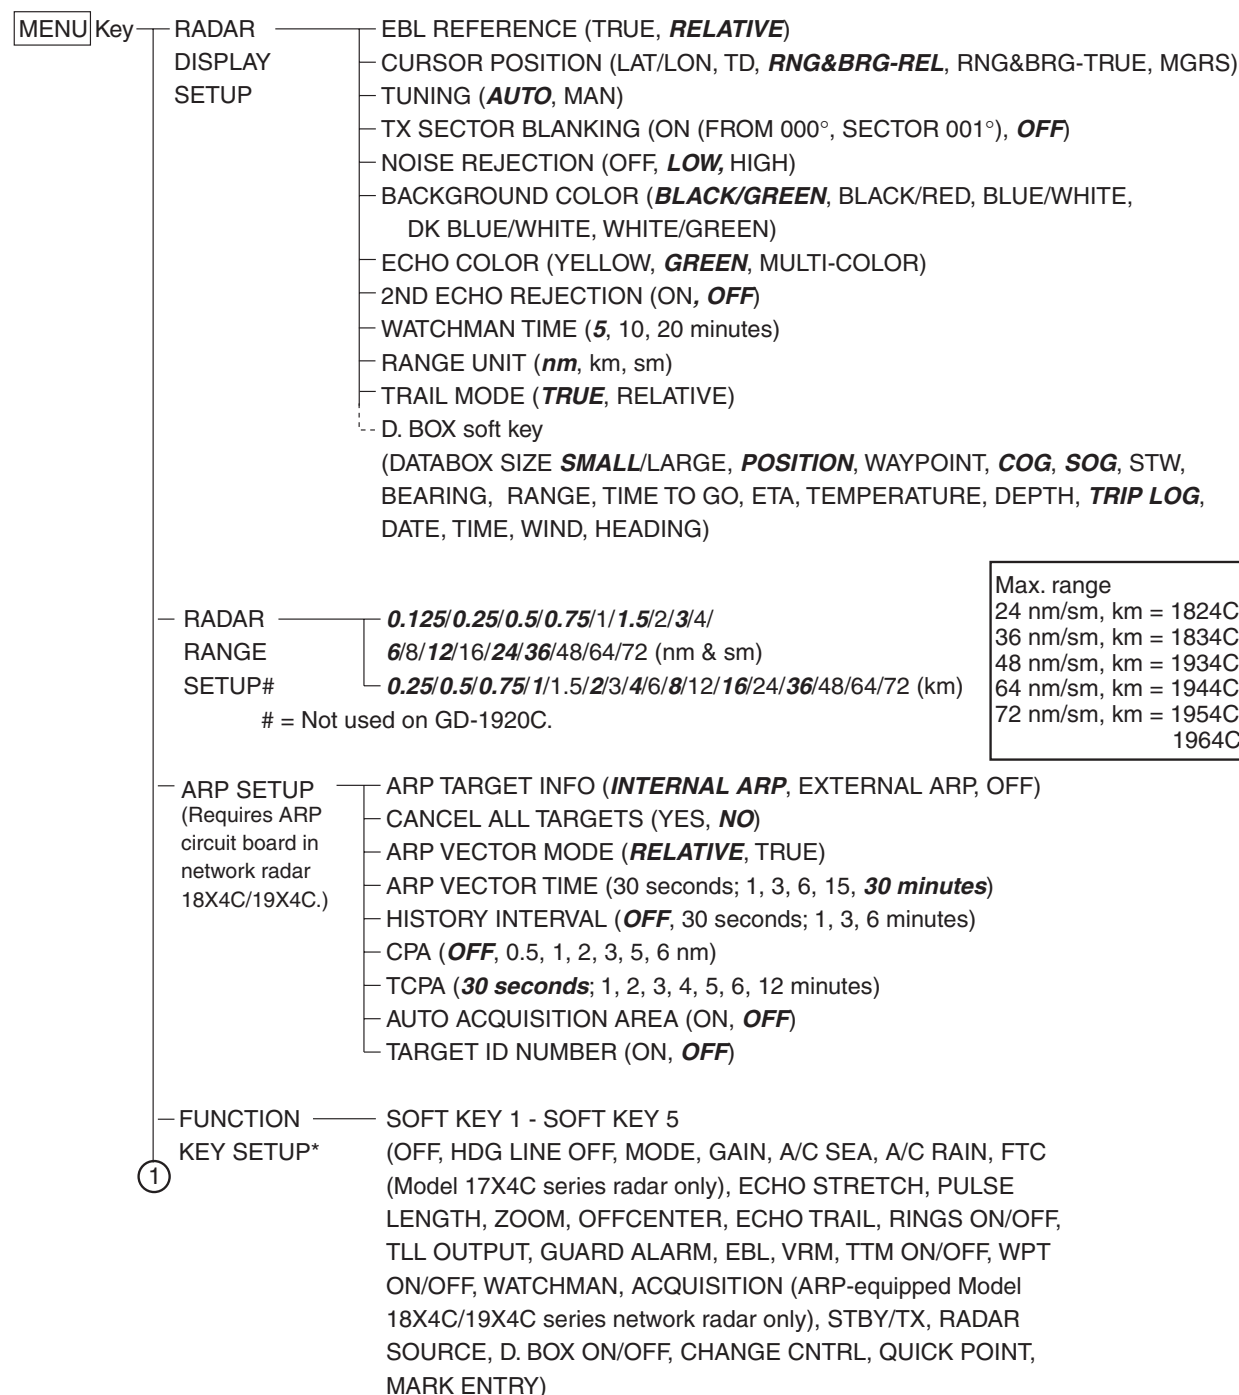 MENU Key
RADAR
DISPLAY
SETUP
EBL REFERENCE (TRUE, RELATIVE)
CURSOR POSITION (LAT/LON, TD, RNG&BRG-REL, RNG&BRG-TRUE, MGRS)
TUNING (AUTO, MAN)
TX SECTOR BLANKING (ON (FROM 000°, SECTOR 001°), OFF)
NOISE REJECTION (OFF, LOW, HIGH)
BACKGROUND COLOR (BLACK/GREEN, BLACK/RED, BLUE/WHITE,
DK BLUE/WHITE, WHITE/GREEN)
ECHO COLOR (YELLOW, GREEN, MULTI-COLOR)
2ND ECHO REJECTION (ON, OFF)
WATCHMAN TIME (5, 10, 20 minutes)
RANGE UNIT (nm, km, sm)
TRAIL MODE (TRUE, RELATIVE)
D. BOX soft key
(DATABOX SIZE SMALL/LARGE, POSITION, WAYPOINT, COG, SOG, STW,
BEARING, RANGE, TIME TO GO, ETA, TEMPERATURE, DEPTH, TRIP LOG,
DATE, TIME, WIND, HEADING)
RADAR
RANGE
SETUP#
0.125/0.25/0.5/0.75/1/1.5/2/3/4/
6/8/12/16/24/36/48/64/72 (nm & sm)
0.25/0.5/0.75/1/1.5/2/3/4/6/8/12/16/24/36/48/64/72 (km)
# = Not used on GD-1920C.
Max. range
24 nm/sm, km = 1824C
36 nm/sm, km = 1834C
48 nm/sm, km = 1934C
64 nm/sm, km = 1944C
72 nm/sm, km = 1954C
1964C
ARP SETUP
(Requires ARP
circuit board in
network radar
18X4C/19X4C.)
ARP TARGET INFO (INTERNAL ARP, EXTERNAL ARP, OFF)
CANCEL ALL TARGETS (YES, NO)
ARP VECTOR MODE (RELATIVE, TRUE)
ARP VECTOR TIME (30 seconds; 1, 3, 6, 15, 30 minutes)
HISTORY INTERVAL (OFF, 30 seconds; 1, 3, 6 minutes)
CPA (OFF, 0.5, 1, 2, 3, 5, 6 nm)
TCPA (30 seconds; 1, 2, 3, 4, 5, 6, 12 minutes)
AUTO ACQUISITION AREA (ON, OFF)
TARGET ID NUMBER (ON, OFF)
FUNCTION
KEY SETUP*
SOFT KEY 1 - SOFT KEY 5
(OFF, HDG LINE OFF, MODE, GAIN, A/C SEA, A/C RAIN, FTC
(Model 17X4C series radar only), ECHO STRETCH, PULSE
LENGTH, ZOOM, OFFCENTER, ECHO TRAIL, RINGS ON/OFF,
TLL OUTPUT, GUARD ALARM, EBL, VRM, TTM ON/OFF, WPT
ON/OFF, WATCHMAN, ACQUISITION (ARP-equipped Model
18X4C/19X4C series network radar only), STBY/TX, RADAR
SOURCE, D. BOX ON/OFF, CHANGE CNTRL, QUICK POINT,
MARK ENTRY)
1